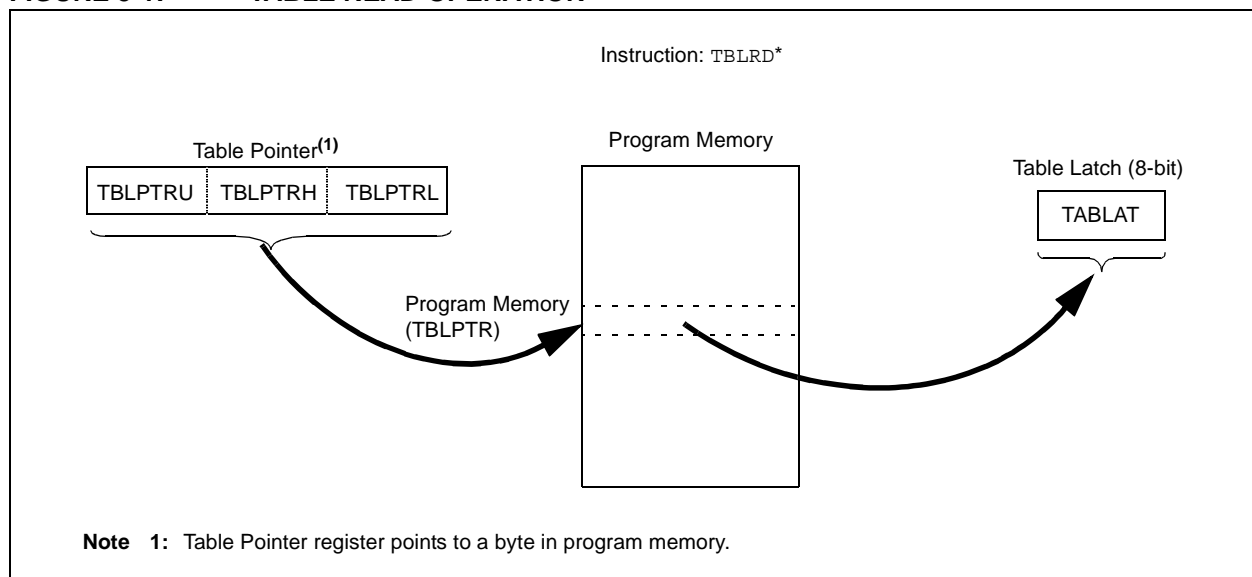 Instruction: TBLRD*
Table Pointer(1)
Program Memory
Table Latch (8-bit)
TBLPTRU TBLPTRH TBLPTRL
TABLAT
Program Memory
(TBLPTR)
Note 1: Table Pointer register points to a byte in program memory.